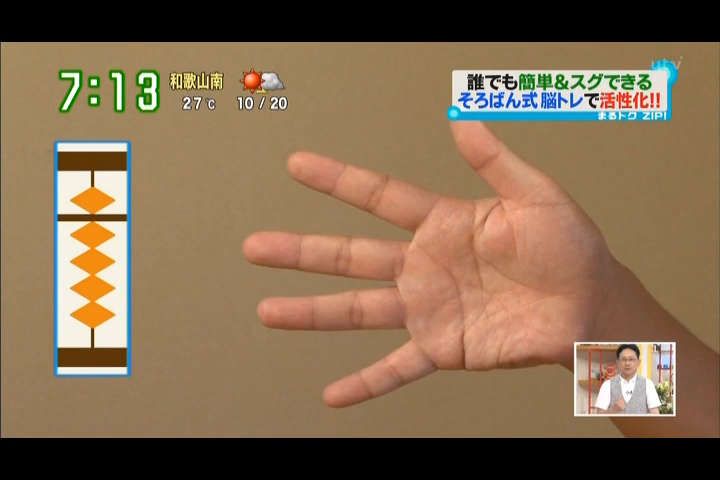 7:13
和歌山南
27℃ 10/20
ytv
誰でも簡単&スグできる
そろばん式 脳トレで活性化!!
まるトク ZIP!